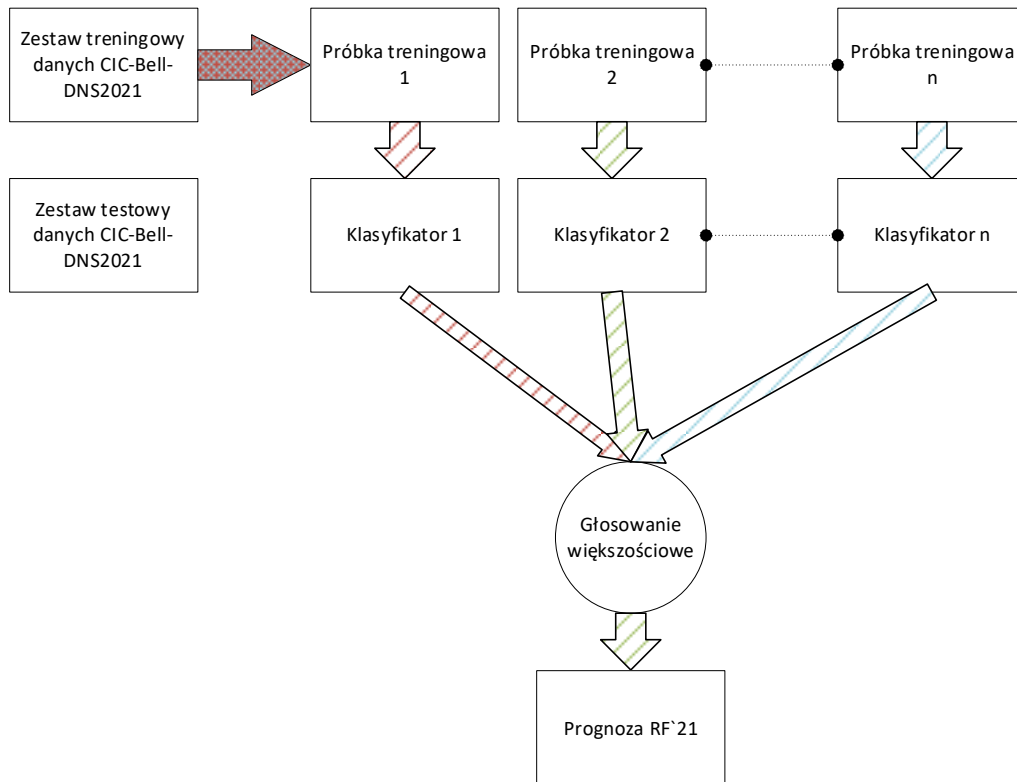 Zestaw treningowy
danych CIC-Bell-
DNS2021
Próbka treningowa
1
Próbka treningowa
2
Próbka treningowa
n
Zestaw testowy
danych CIC-Bell-
DNS2021
Klasyfikator 1
Klasyfikator 2
Klasyfikator n
Głosowanie
większościowe
Prognoza RF`21